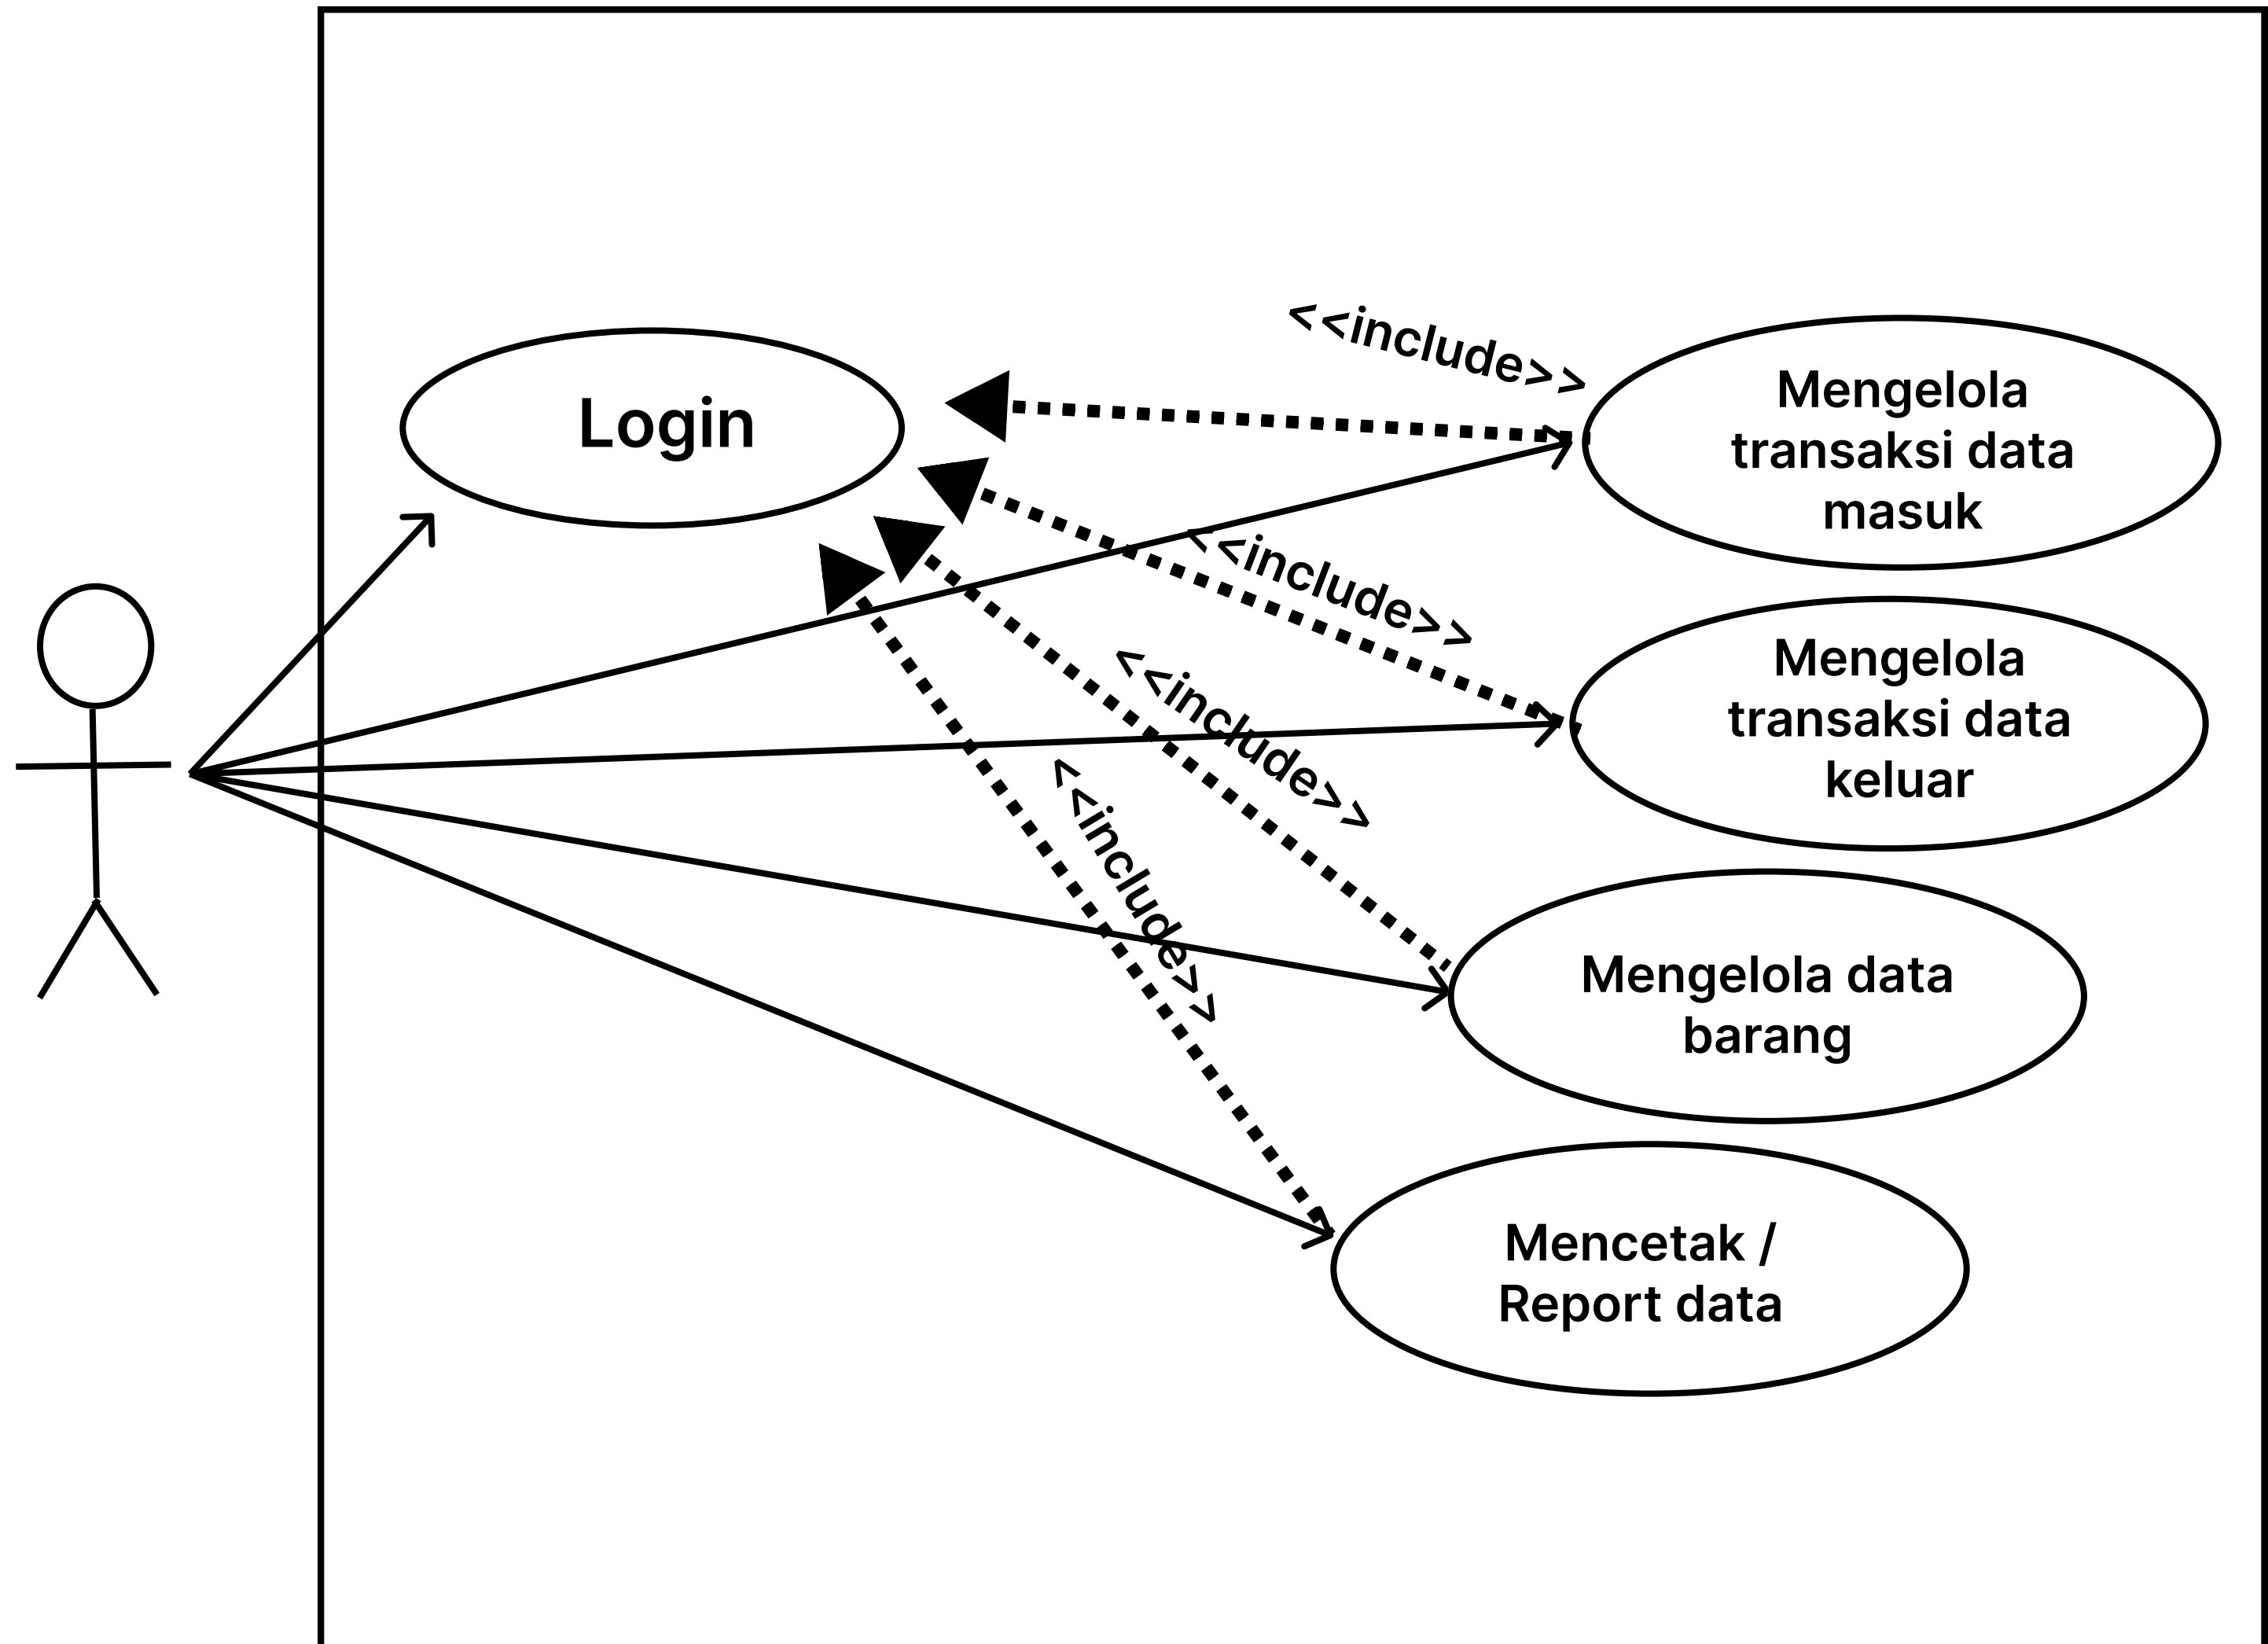 Login
<<include>>
Mengelola
transaksi data
masuk
<<include>>
Mengelola
transaksi data
keluar
<<include>>
Mengelola data
barang
<<include>>
Mencetak /
Report data